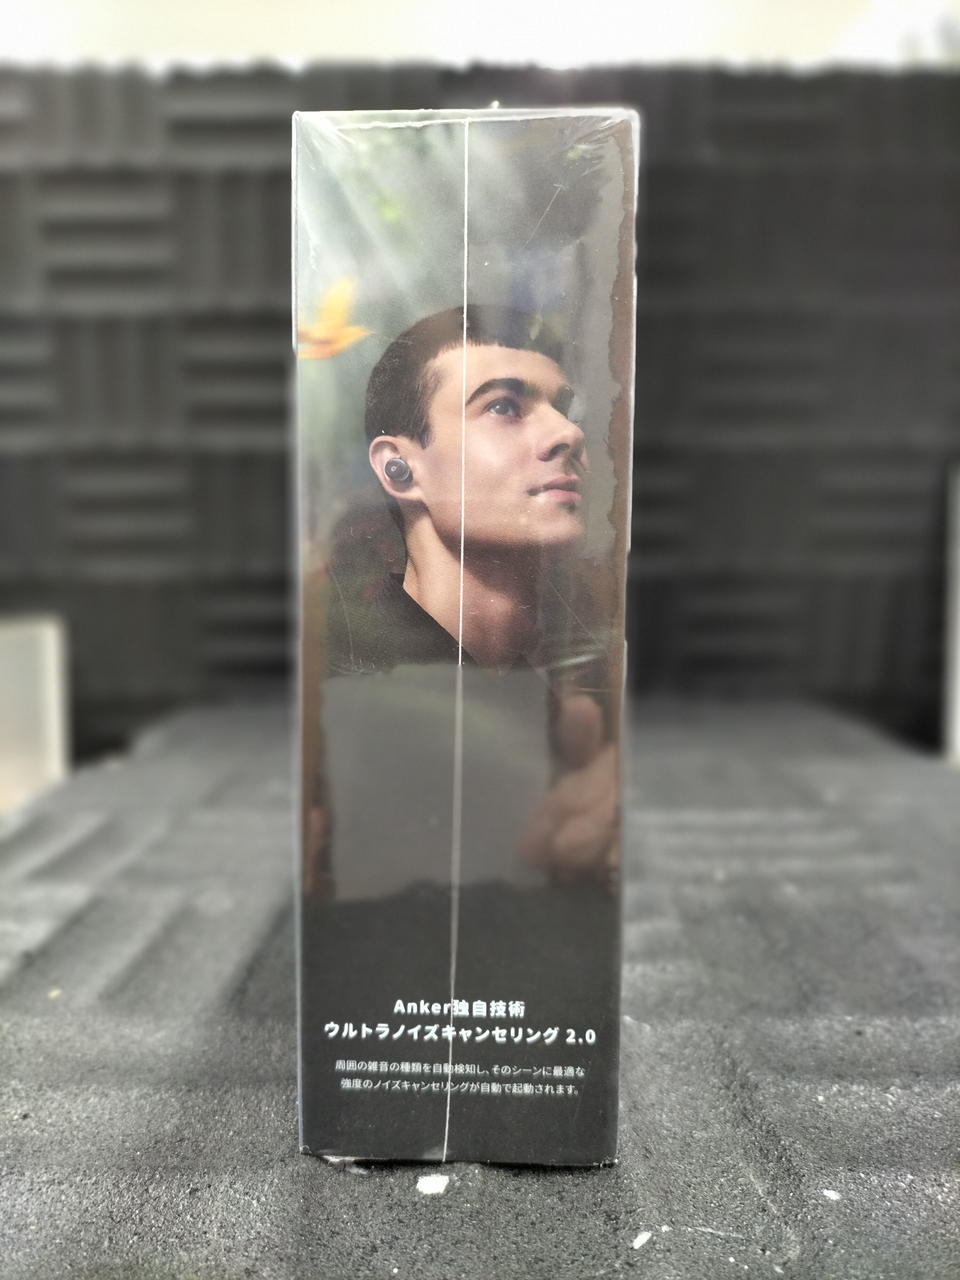 Anker独自技術
ウルトラノイズキャンセリング 2.0
周囲の雑音の種類を自動検知し、そのシーンに最適な
強度のノイズキャンセリングが自動で起動されます。